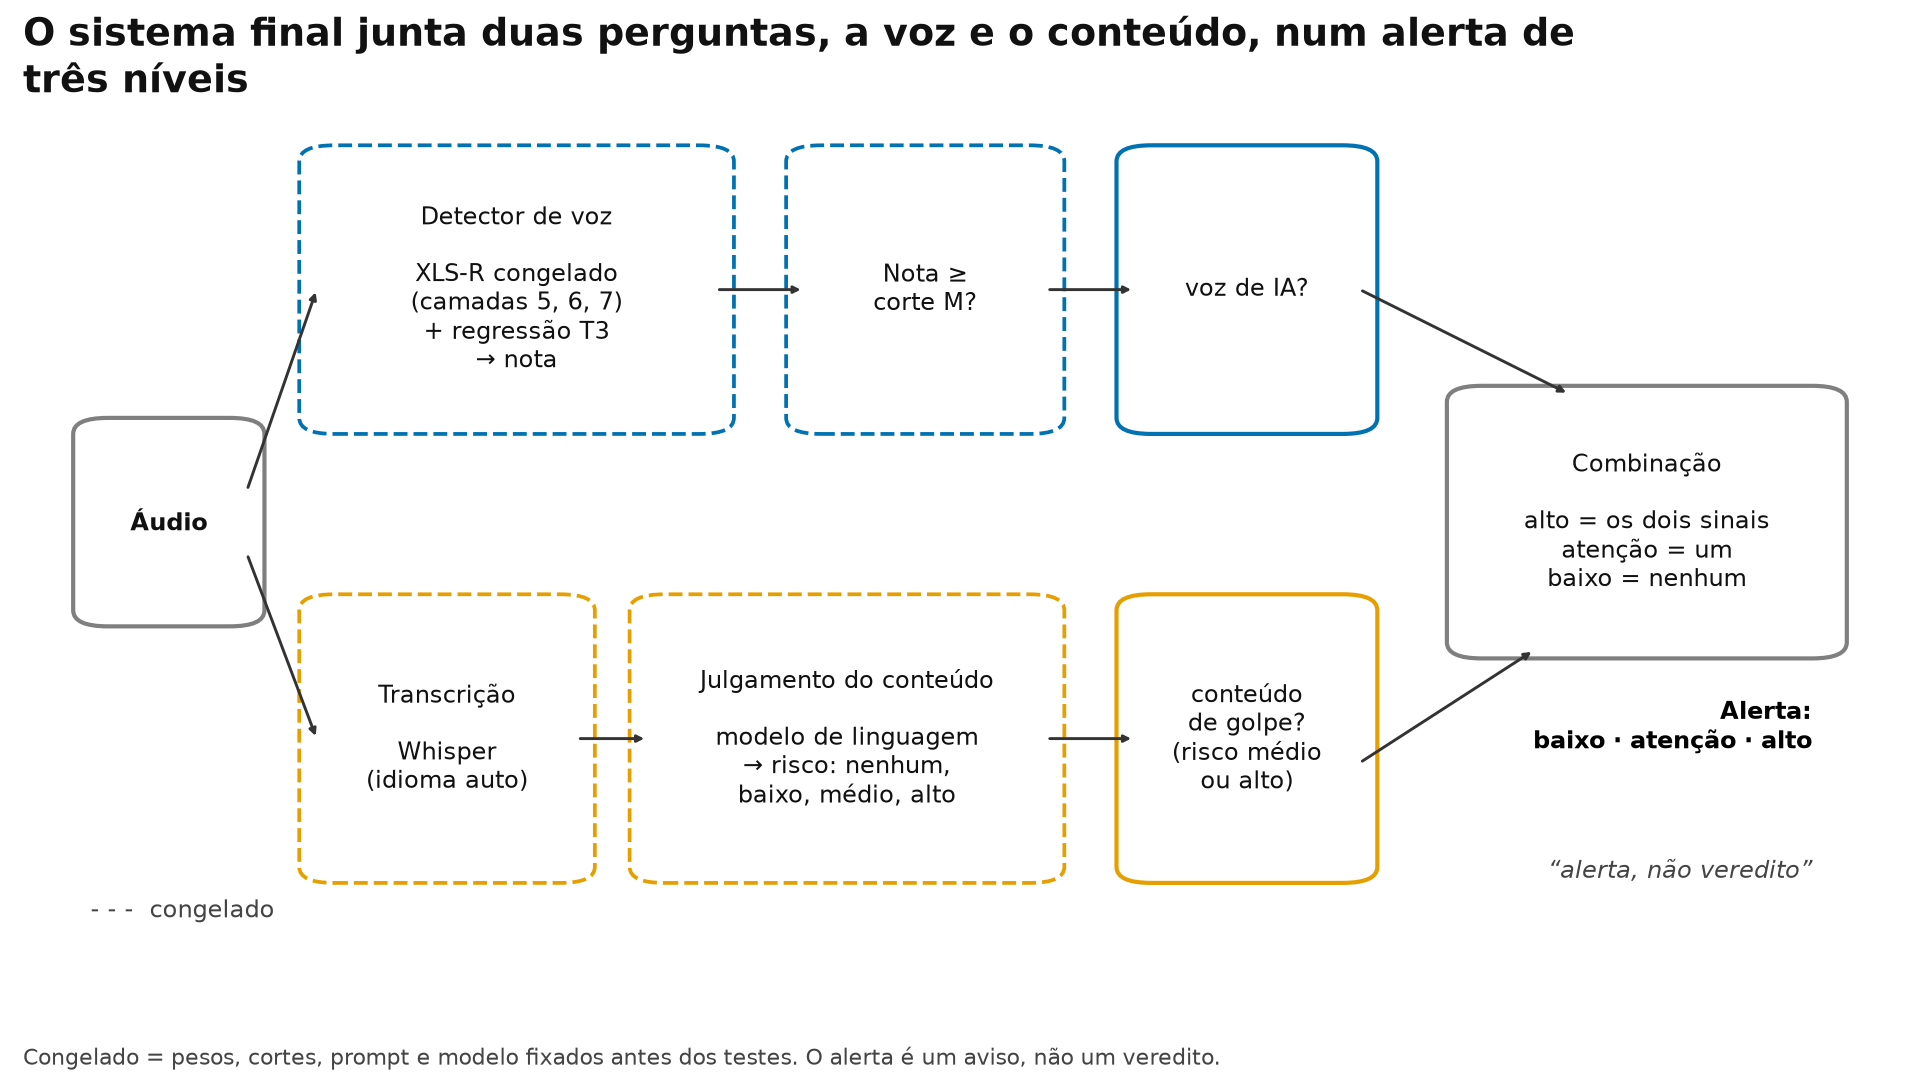 O sistema final junta duas perguntas, a voz e o conteúdo, num alerta de
três níveis
Detector de voz
XLS-R congelado
(camadas 5, 6, 7)
+ regressão T3
→ nota
Nota ≥
corte M?
voz de IA?
Áudio
Combinação
alto = os dois sinais
atenção = um
baixo = nenhum
Transcrição
Whisper
(idioma auto)
Julgamento do conteúdo
modelo de linguagem
→ risco: nenhum,
baixo, médio, alto
conteúdo
de golpe?
(risco médio
ou alto)
Alerta:
baixo · atenção · alto
“alerta, não veredito”
- - - congelado
Congelado = pesos, cortes, prompt e modelo fixados antes dos testes. O alerta é um aviso, não um veredito.